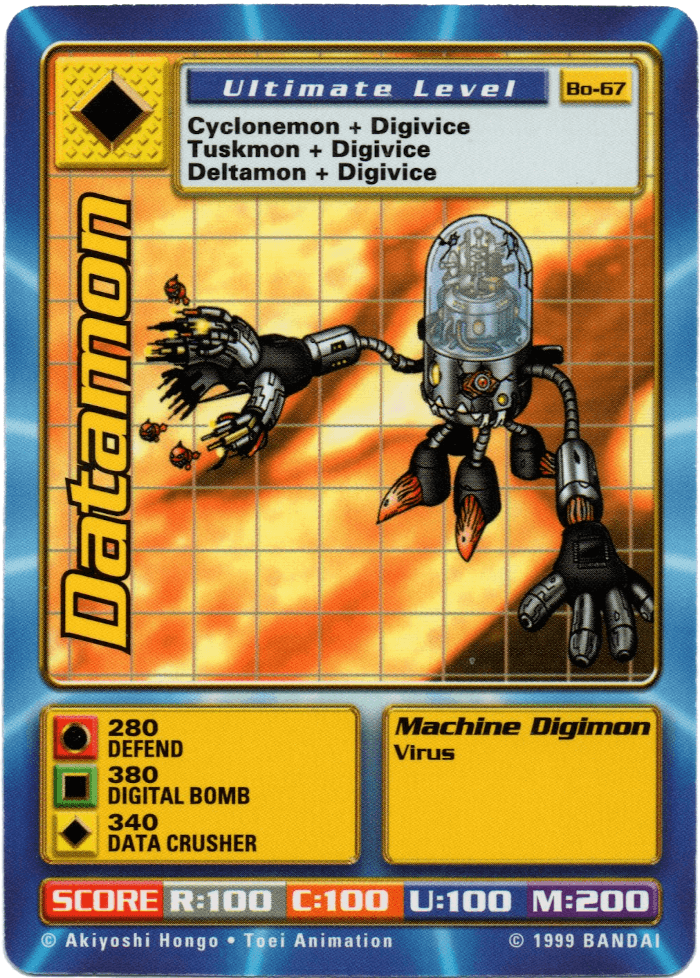 Ultimate Level
Bo-67
Cyclonemon + Digivice
Tuskmon + Digivice
Deltamon + Digivice
Datamon
280
DEFEND
380
DIGITAL BOMB
340
DATA CRUSHER
Machine Digimon
Virus
SCORE R:100 C:100 U:100 M:200
© Akiyoshi Hongo • Toei Animation © 1999 BANDAI